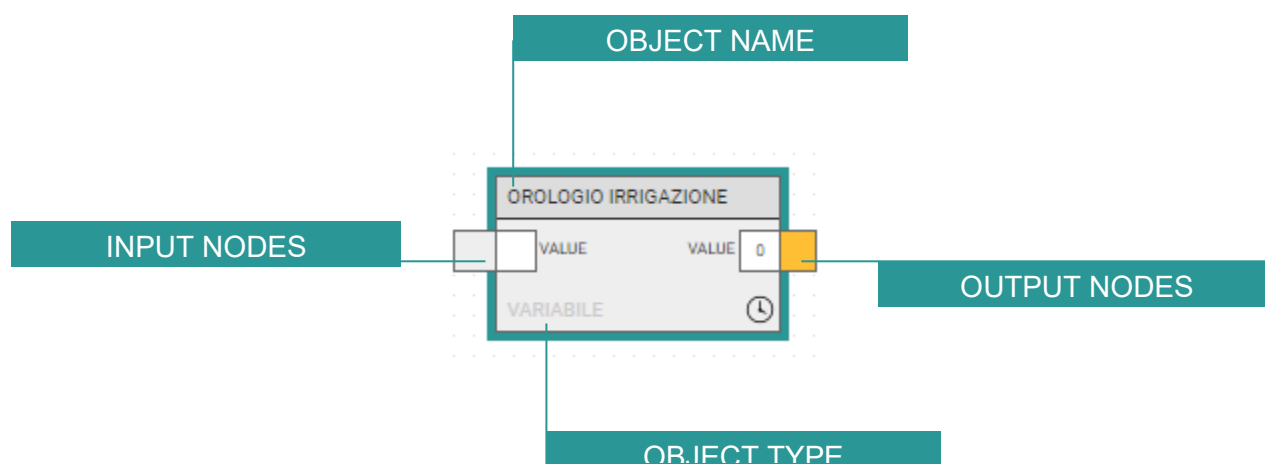 OBJECT NAME
OROLOGIO IRRIGAZIONE
INPUT NODES
VALUE VALUE 0
OUTPUT NODES
VARIABILE
OBJECT TYPE